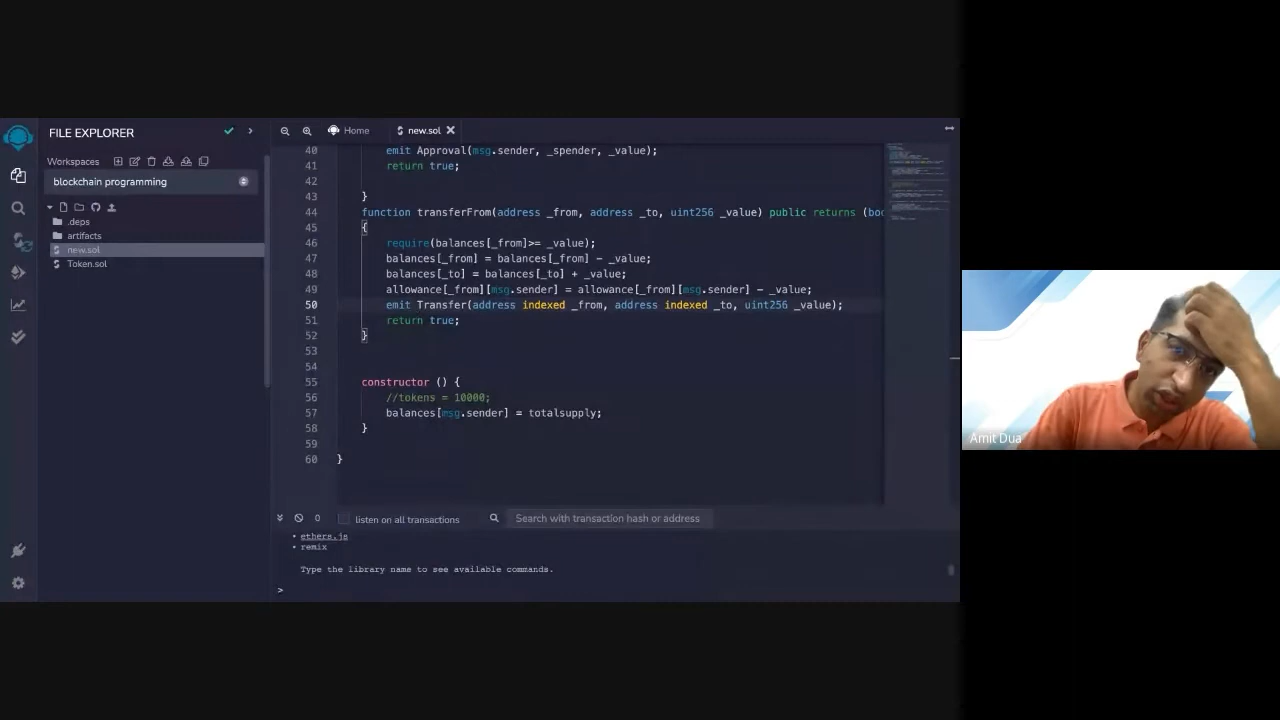 FILE EXPLORER
Workspaces
blockchain programming
.deps
artifacts
new.sol
Token.sol
Home
new.sol
40 emit Approval(msg.sender, _spender, _value);
41 return true;
42
43 }
44 function transferFrom(address _from, address _to, uint256 _value) public returns (boo
45 {
46 require(balances[_from]>= _value);
47 balances[_from] = balances[_from] - _value;
48 balances[_to] = balances[_to] + _value;
49 allowance[_from][msg.sender] = allowance[_from][msg.sender] - _value;
50 emit Transfer(address indexed _from, address indexed _to, uint256 _value);
51 return true;
52 }
53
54
55 constructor () {
56 //tokens = 10000;
57 balances[msg.sender] = totalsupply;
58 }
59
60 }
0 listen on all transactions Search with transaction hash or address
• ethers.js
• remix
Type the library name to see available commands.
>
Amit Dua